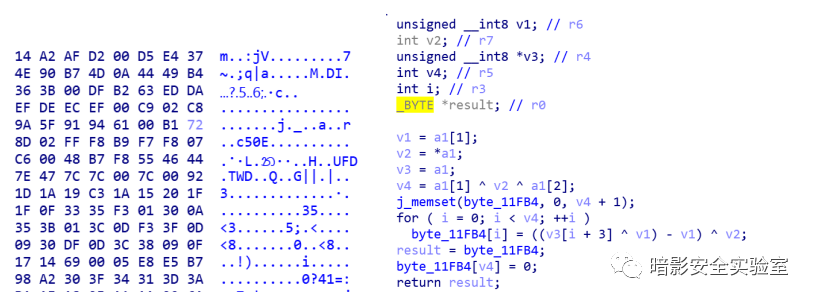 14 A2 AF D2 00 D5 E4 37 m..:jV.........7
4E 90 B7 4D 0A 44 49 B4 ~.;q|a.....M.DI.
36 3B 00 DF B2 63 ED DA
EF DE EC EF 00 C9 02 C8 ................
9A 5F 91 94 61 00 B1 72 .......j._..a..r
8D 02 FF F8 B9 F7 F8 07 ..c50E..........
C6 00 48 B7 F8 55 46 44
7E 47 7C 7C 00 7C 00 92 .TWD..Q..G||.|..
1D 1A 19 C3 1A 15 20 1F
1F 0F 33 35 F3 01 30 0A ..........35....
35 3B 01 3C 0D F3 3F 0D <3......5;.<....
09 30 DF 0D 3C 38 09 0F <8.......0..<8..
17 14 69 00 05 E8 E5 B7 ..!)......i.....
98 A2 30 3F 34 31 3D 3A ..........0?41=:
unsigned __int8 v1; // r6
int v2; // r7
unsigned __int8 *v3; // r4
int v4; // r5
int i; // r3
_BYTE *result; // r0
v1 = a1[1];
v2 = *a1;
v3 = a1;
v4 = a1[1] ^ v2 ^ a1[2];
j_memset(byte_11FB4, 0, v4 + 1);
for ( i = 0; i < v4; ++i )
byte_11FB4[i] = ((v3[i + 3] ^ v1) - v1) ^ v2;
result = byte_11FB4;
byte_11FB4[v4] = 0;
return result;
暗影安全实验室